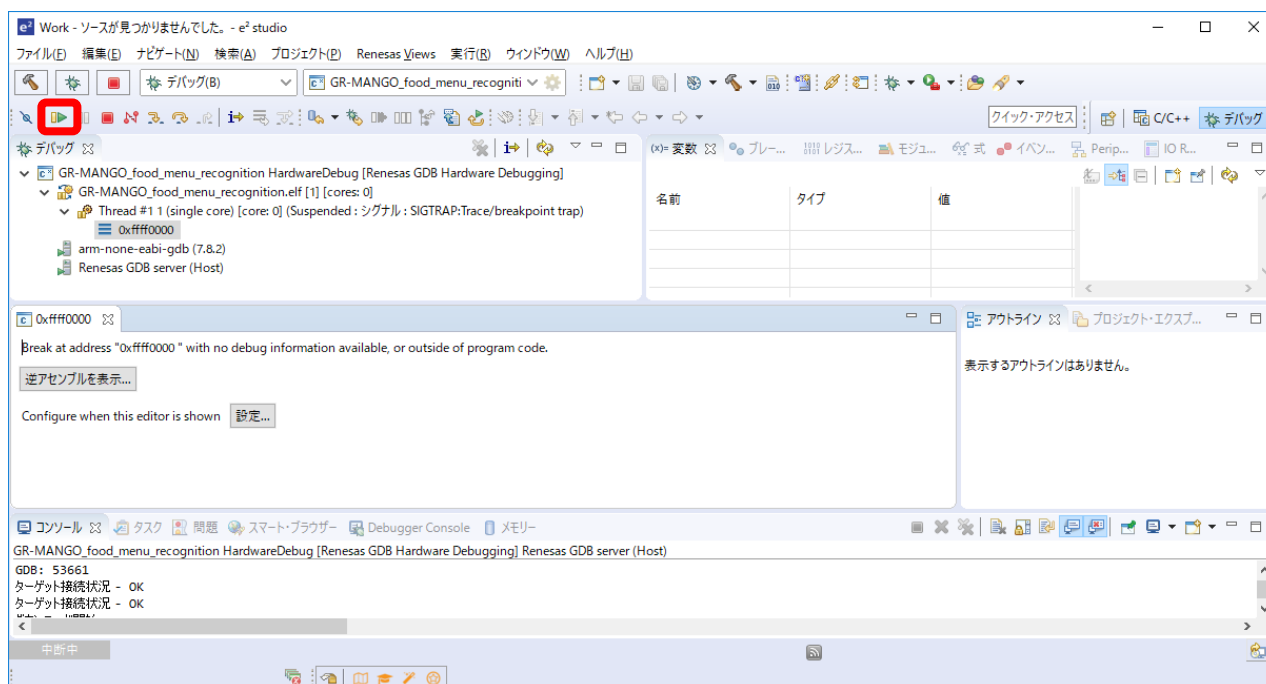 Work - ソースが見つかりませんでした。- e² studio
ファイル(F) 編集(E) ナビゲート(N) 検索(A) プロジェクト(P) Renesas Views 実行(R) ウィンドウ(W) ヘルプ(H)
デバッグ(B) GR-MANGO_food_menu_recogniti
クイック・アクセス C/C++ デバッグ
デバッグ
GR-MANGO_food_menu_recognition HardwareDebug [Renesas GDB Hardware Debugging]
GR-MANGO_food_menu_recognition.elf [1] [cores: 0]
Thread #1 1 (single core) [core: 0] (Suspended : シグナル : SIGTRAP:Trace/breakpoint trap)
0xffff0000
arm-none-eabi-gdb (7.8.2)
Renesas GDB server (Host)
(x)= 変数 ブレー... レジス... モジュ... 式 イベン... Perip... IO R...
名前 タイプ 値
0xffff0000
Break at address "0xffff0000 " with no debug information available, or outside of program code.
逆アセンブルを表示...
Configure when this editor is shown 設定...
アウトライン プロジェクト・エクスプ...
表示するアウトラインはありません。
コンソール タスク 問題 スマート・ブラウザー Debugger Console メモリー
GR-MANGO_food_menu_recognition HardwareDebug [Renesas GDB Hardware Debugging] Renesas GDB server (Host)
GDB: 53661
ターゲット接続状況 - OK
ターゲット接続状況 - OK
中断中